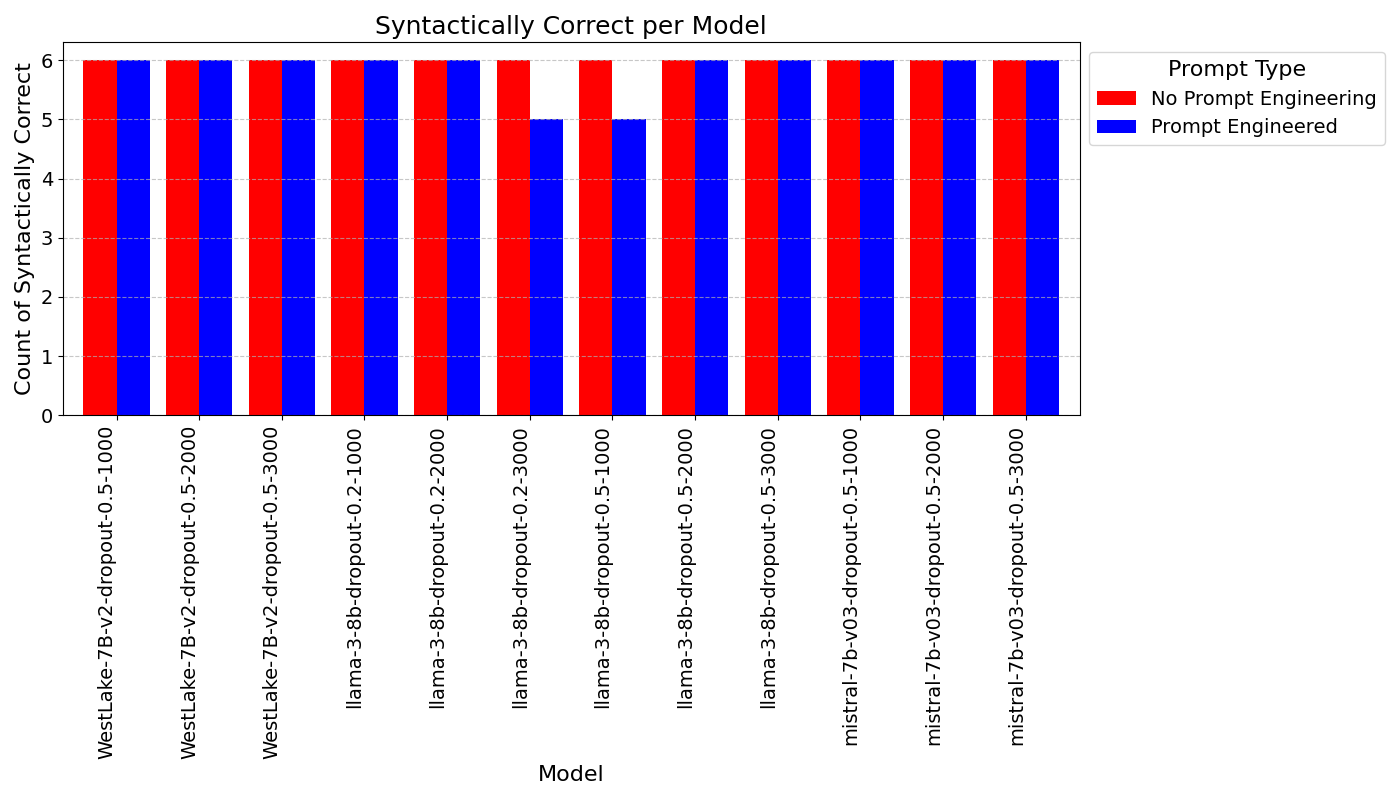 Syntactically Correct per Model
Count of Syntactically Correct
6
5
4
3
2
1
0
Prompt Type
No Prompt Engineering
Prompt Engineered
WestLake-7B-v2-dropout-0.5-1000
WestLake-7B-v2-dropout-0.5-2000
WestLake-7B-v2-dropout-0.5-3000
llama-3-8b-dropout-0.2-1000
llama-3-8b-dropout-0.2-2000
llama-3-8b-dropout-0.2-3000
llama-3-8b-dropout-0.5-1000
llama-3-8b-dropout-0.5-2000
llama-3-8b-dropout-0.5-3000
mistral-7b-v03-dropout-0.5-1000
mistral-7b-v03-dropout-0.5-2000
mistral-7b-v03-dropout-0.5-3000
Model